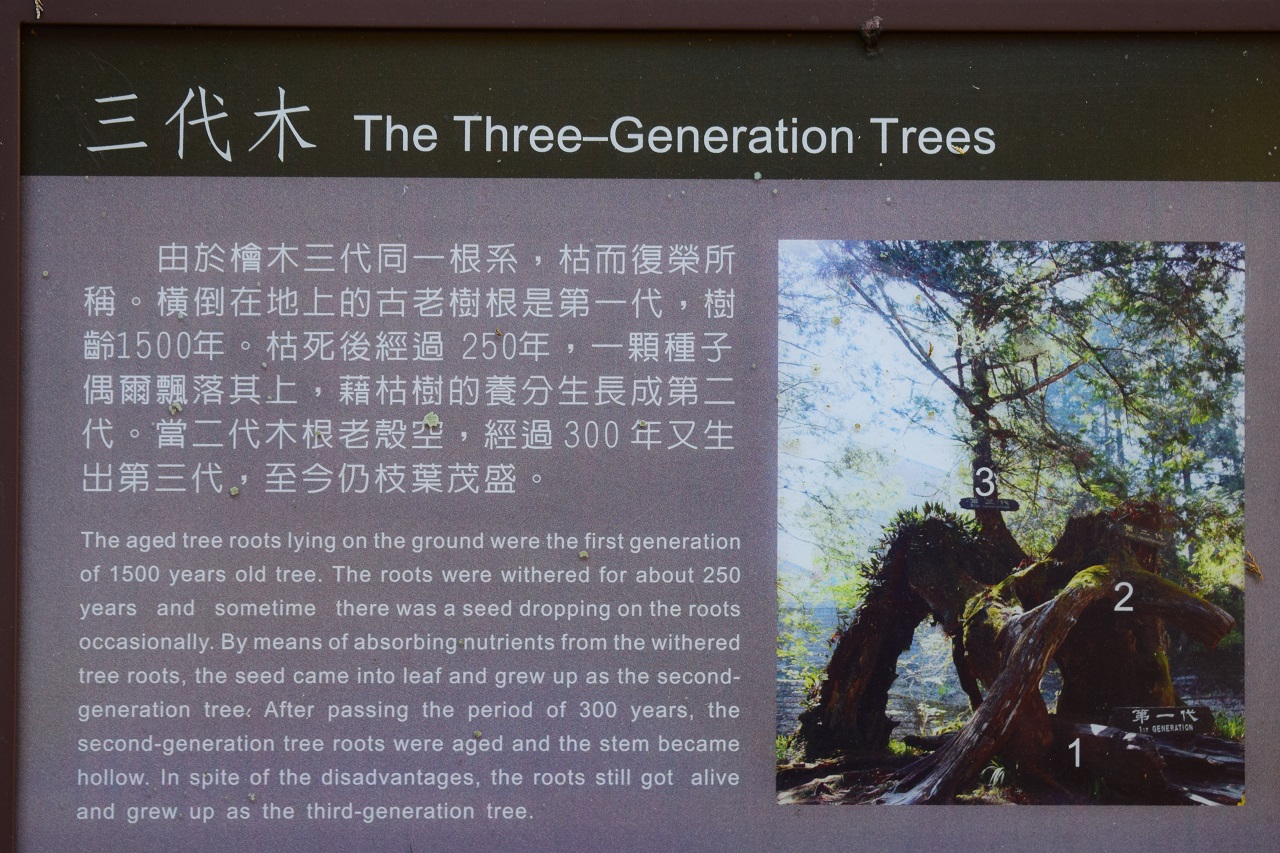 三代木 The Three–Generation Trees
由於檜木三代同一根系，枯而復榮所
稱。橫倒在地上的古老樹根是第一代，樹
齡1500年。枯死後經過 250年，一顆種子
偶爾飄落其上，藉枯樹的養分生長成第二
代。當二代木根老殼空，經過 300 年又生
出第三代，至今仍枝葉茂盛。
The aged tree roots lying on the ground were the first generation
of 1500 years old tree. The roots were withered for about 250
years and sometime there was a seed dropping on the roots
occasionally. By means of absorbing nutrients from the withered
tree roots, the seed came into leaf and grew up as the second-
generation tree. After passing the period of 300 years, the
second-generation tree roots were aged and the stem became
hollow. In spite of the disadvantages, the roots still got alive
and grew up as the third-generation tree.
3
2
第一代
1ST GENERATION
1